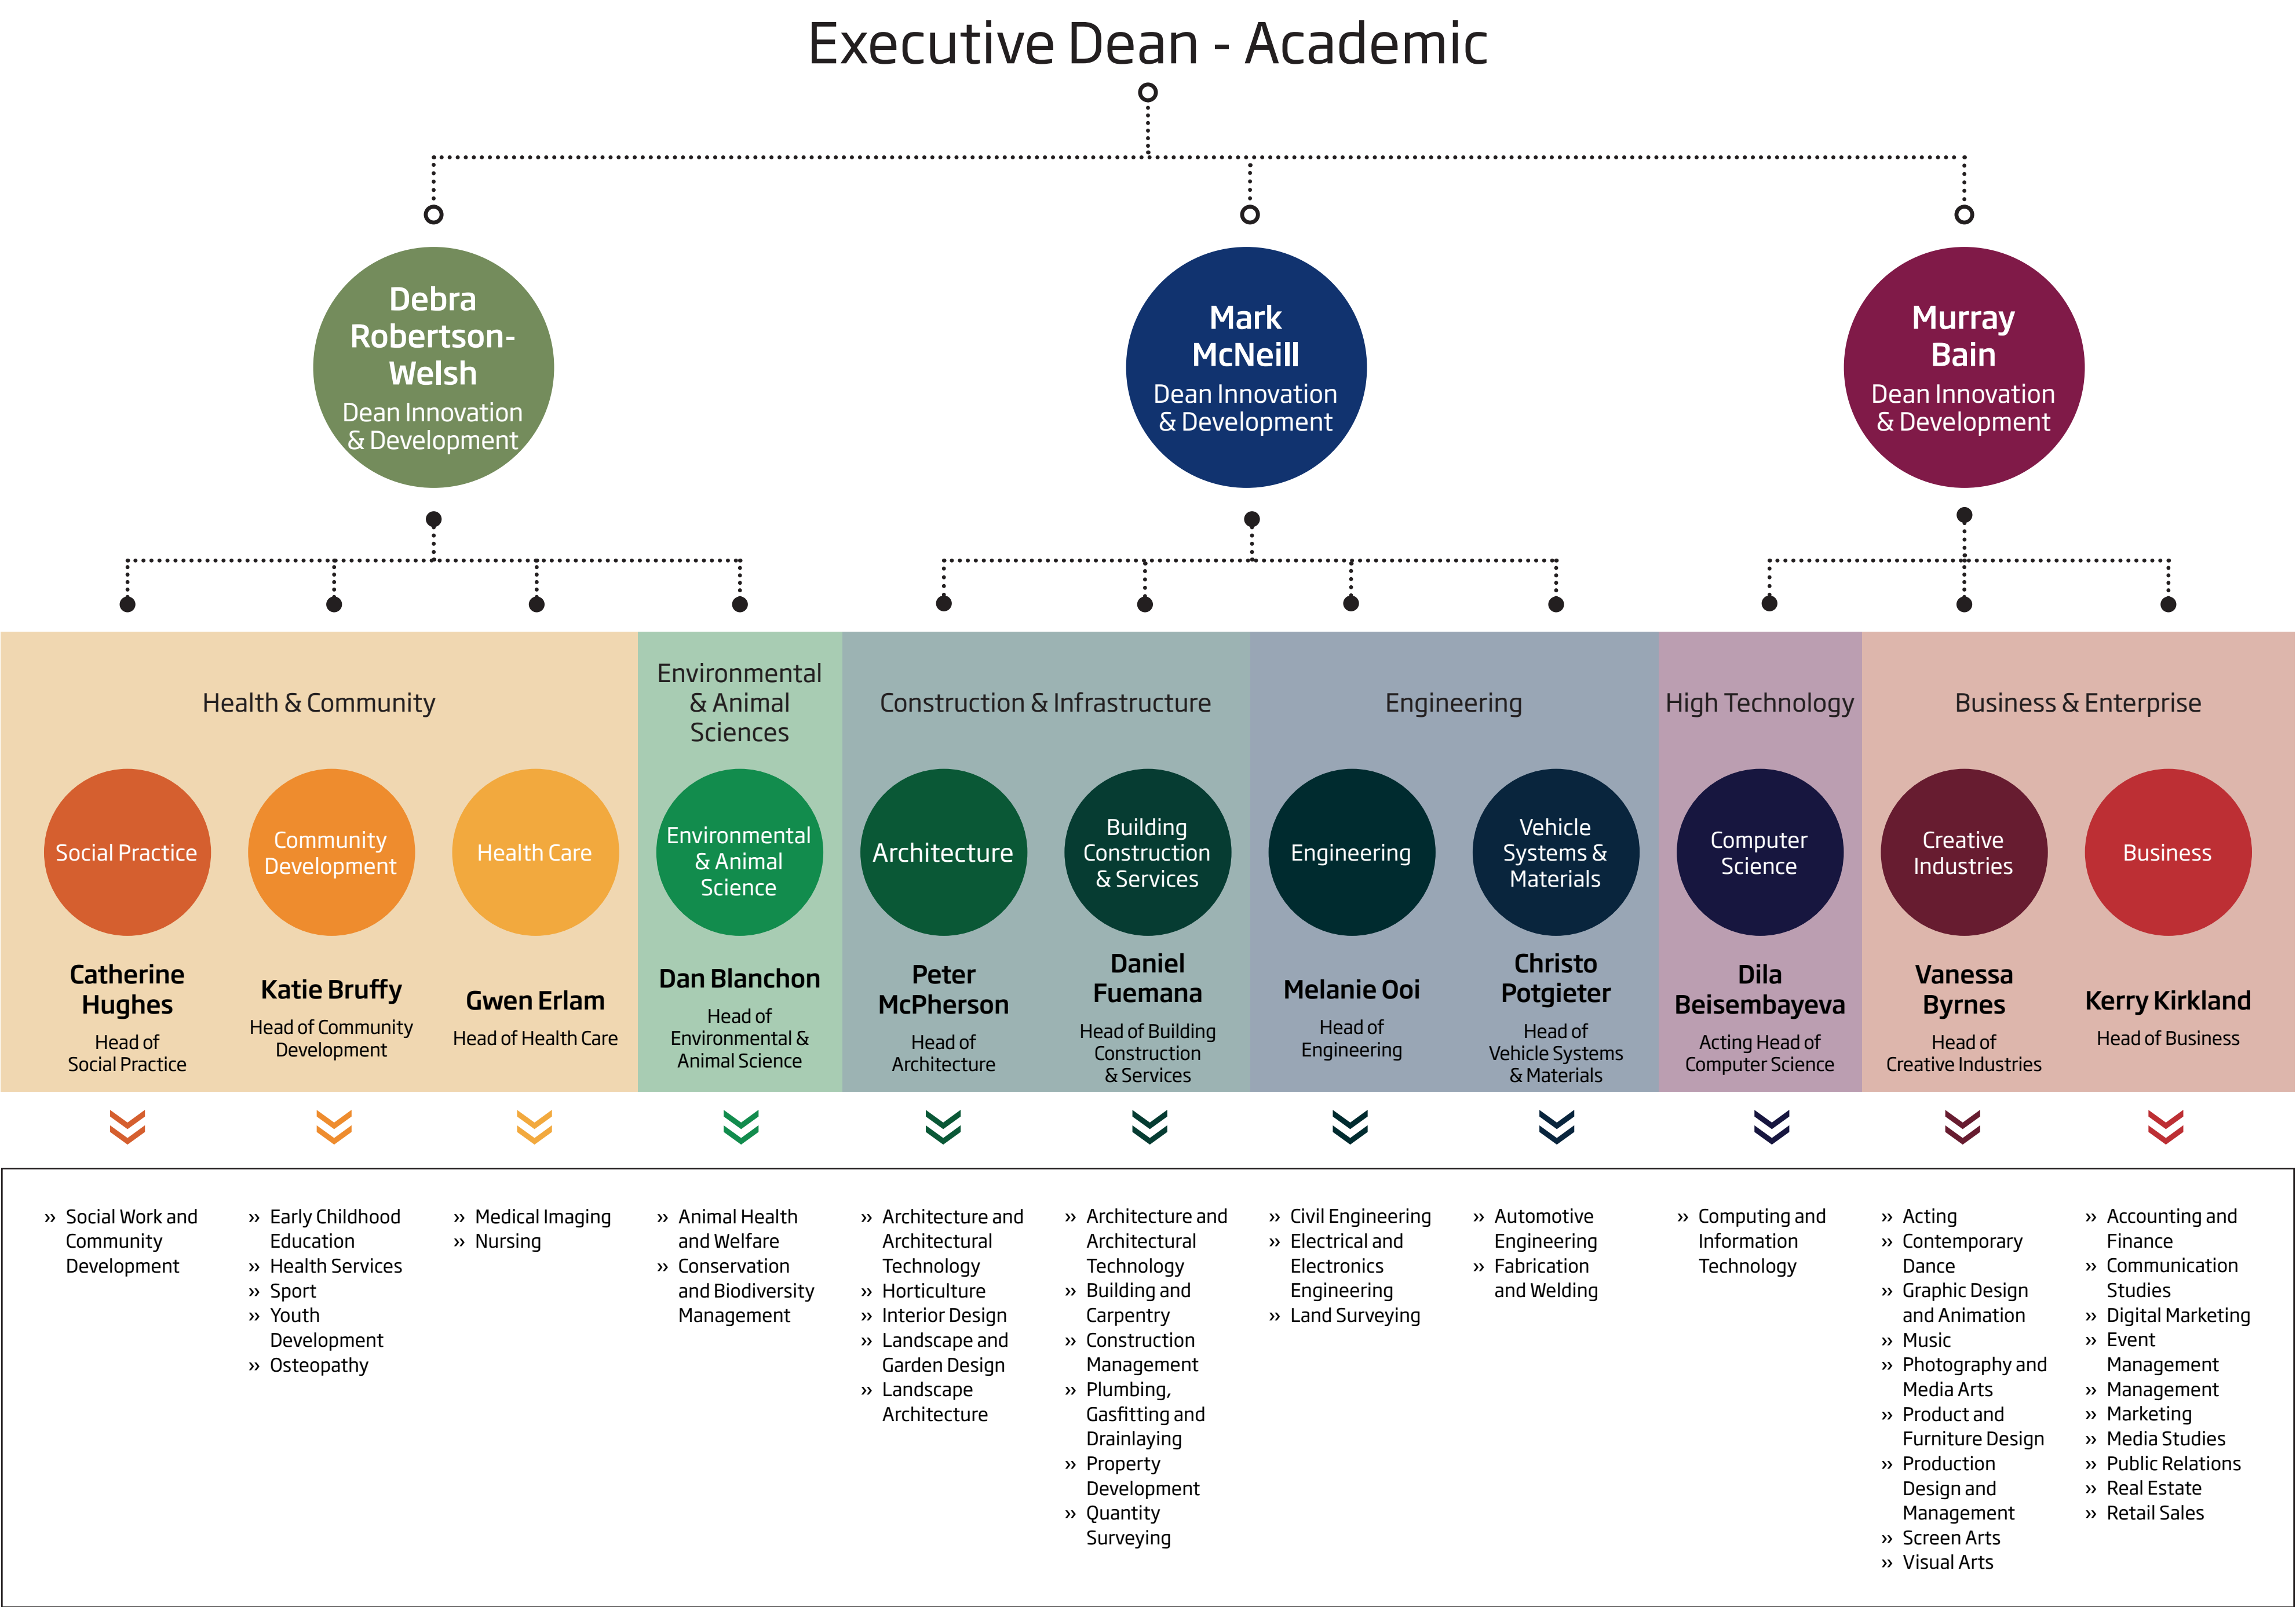 Executive Dean - Academic
Debra
Robertson-
Welsh
Dean Innovation
& Development
Mark
McNeill
Dean Innovation
& Development
Murray
Bain
Dean Innovation
& Development
Health & Community
Environmental
& Animal
Sciences
Construction & Infrastructure
Engineering
High Technology
Business & Enterprise
Social Practice
Community
Development
Health Care
Environmental
& Animal
Science
Architecture
Building
Construction
& Services
Engineering
Vehicle
Systems &
Materials
Computer
Science
Creative
Industries
Business
Catherine
Hughes
Head of
Social Practice
Katie Bruffy
Head of Community
Development
Gwen Erlam
Head of Health Care
Dan Blanchon
Head of
Environmental &
Animal Science
Peter
McPherson
Head of
Architecture
Daniel
Fuemana
Head of Building
Construction
& Services
Melanie Ooi
Head of
Engineering
Christo
Potgieter
Head of
Vehicle Systems
& Materials
Dila
Beisembayeva
Acting Head of
Computer Science
Vanessa
Byrnes
Head of
Creative Industries
Kerry Kirkland
Head of Business
›› Social Work and
Community
Development
›› Early Childhood
Education
›› Health Services
›› Sport
›› Youth
Development
›› Osteopathy
›› Medical Imaging
›› Nursing
›› Animal Health
and Welfare
›› Conservation
and Biodiversity
Management
›› Architecture and
Architectural
Technology
›› Horticulture
›› Interior Design
›› Landscape and
Garden Design
›› Landscape
Architecture
›› Architecture and
Architectural
Technology
›› Building and
Carpentry
›› Construction
Management
›› Plumbing,
Gasfitting and
Drainlaying
›› Property
Development
›› Quantity
Surveying
›› Civil Engineering
›› Electrical and
Electronics
Engineering
›› Land Surveying
›› Automotive
Engineering
›› Fabrication
and Welding
›› Computing and
Information
Technology
›› Acting
›› Contemporary
Dance
›› Graphic Design
and Animation
›› Music
›› Photography and
Media Arts
›› Product and
Furniture Design
›› Production
Design and
Management
›› Screen Arts
›› Visual Arts
›› Accounting and
Finance
›› Communication
Studies
›› Digital Marketing
›› Event
Management
›› Management
›› Marketing
›› Media Studies
›› Public Relations
›› Real Estate
›› Retail Sales